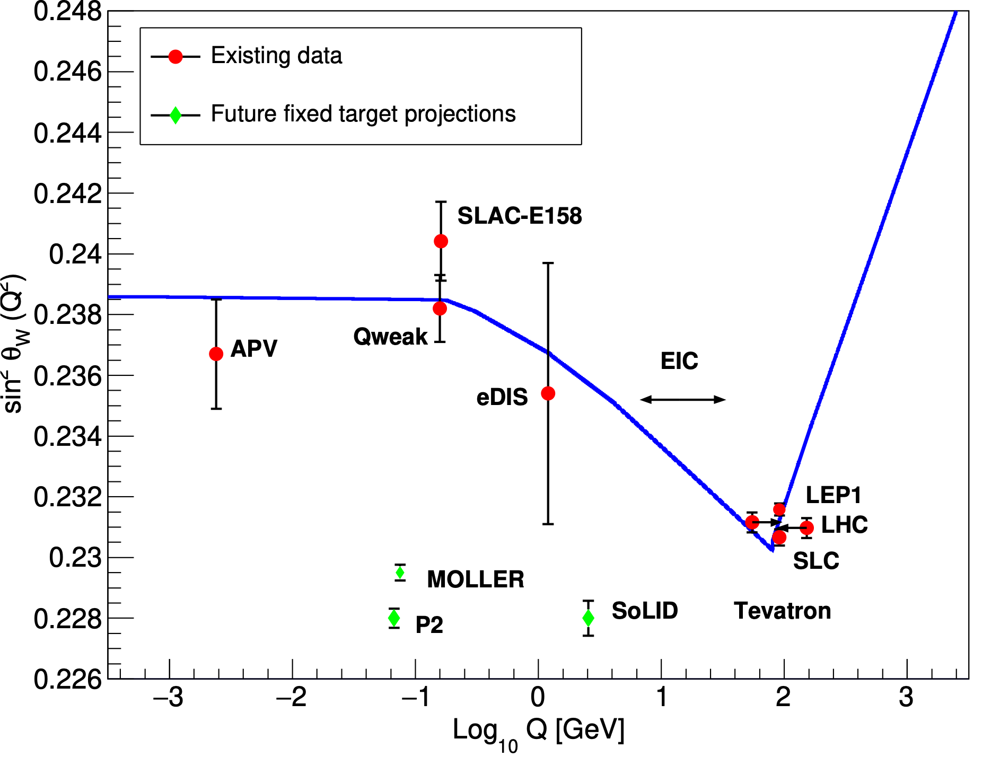 0.248
Existing data
0.246
Future fixed target projections
0.244
0.242
SLAC-E158
0.24
0.238
Qweak
APV
EIC
0.236
eDIS
0.234
0.232
LEP1
LHC
0.23
SLC
MOLLER
0.228
P2
SoLID
Tevatron
0.226
sin² θ_W (Q²)
−3 −2 −1 0 1 2 3
Log₁₀ Q [GeV]